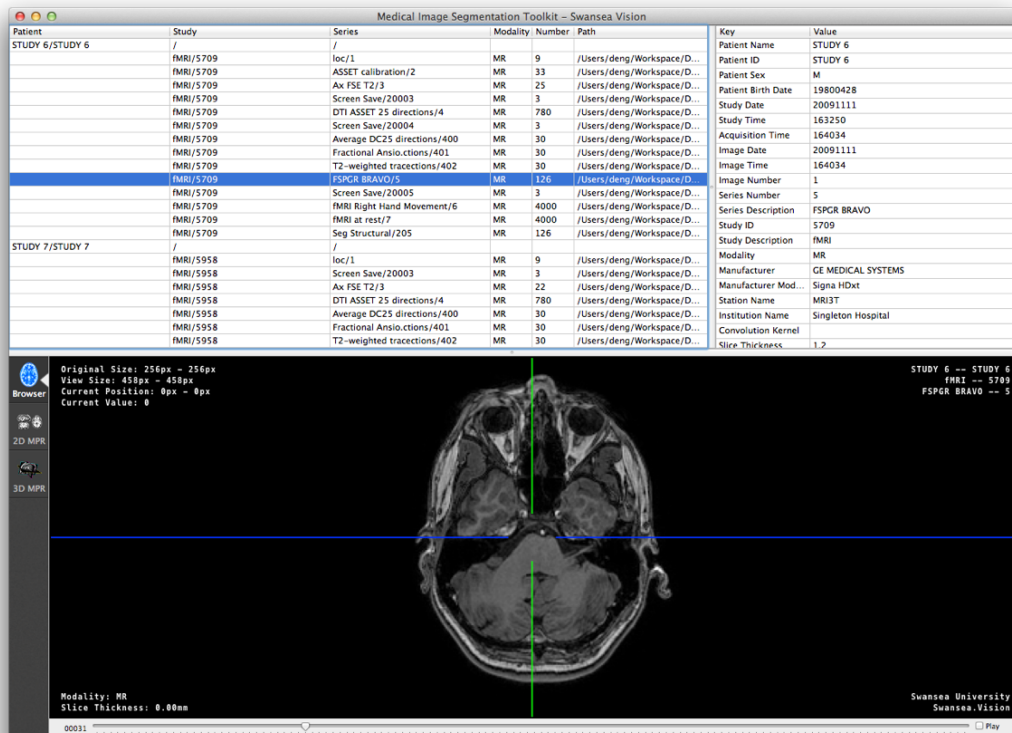 Medical Image Segmentation Toolkit – Swansea Vision
Patient Study Series Modality Number Path
STUDY 6/STUDY 6 / /
fMRI/5709 loc/1 MR 9 /Users/deng/Workspace/D...
fMRI/5709 ASSET calibration/2 MR 33 /Users/deng/Workspace/D...
fMRI/5709 Ax FSE T2/3 MR 25 /Users/deng/Workspace/D...
fMRI/5709 Screen Save/20003 MR 3 /Users/deng/Workspace/D...
fMRI/5709 DTI ASSET 25 directions/4 MR 780 /Users/deng/Workspace/D...
fMRI/5709 Screen Save/20004 MR 3 /Users/deng/Workspace/D...
fMRI/5709 Average DC25 directions/400 MR 30 /Users/deng/Workspace/D...
fMRI/5709 Fractional Ansio.ctions/401 MR 30 /Users/deng/Workspace/D...
fMRI/5709 T2-weighted tracections/402 MR 30 /Users/deng/Workspace/D...
fMRI/5709 FSPGR BRAVO/5 MR 126 /Users/deng/Workspace/D...
fMRI/5709 Screen Save/20005 MR 3 /Users/deng/Workspace/D...
fMRI/5709 fMRI Right Hand Movement/6 MR 4000 /Users/deng/Workspace/D...
fMRI/5709 fMRI at rest/7 MR 4000 /Users/deng/Workspace/D...
fMRI/5709 Seg Structural/205 MR 126 /Users/deng/Workspace/D...
STUDY 7/STUDY 7 / /
fMRI/5958 loc/1 MR 9 /Users/deng/Workspace/D...
fMRI/5958 Screen Save/20003 MR 3 /Users/deng/Workspace/D...
fMRI/5958 Ax FSE T2/3 MR 22 /Users/deng/Workspace/D...
fMRI/5958 DTI ASSET 25 directions/4 MR 780 /Users/deng/Workspace/D...
fMRI/5958 Average DC25 directions/400 MR 30 /Users/deng/Workspace/D...
fMRI/5958 Fractional Ansio.ctions/401 MR 30 /Users/deng/Workspace/D...
fMRI/5958 T2-weighted tracections/402 MR 30 /Users/deng/Workspace/D...
Key Value
Patient Name STUDY 6
Patient ID STUDY 6
Patient Sex M
Patient Birth Date 19800428
Study Date 20091111
Study Time 163250
Acquisition Time 164034
Image Date 20091111
Image Time 164034
Image Number 1
Series Number 5
Series Description FSPGR BRAVO
Study ID 5709
Study Description fMRI
Modality MR
Manufacturer GE MEDICAL SYSTEMS
Manufacturer Mod... Signa HDxt
Station Name MRI3T
Institution Name Singleton Hospital
Convolution Kernel
Slice Thickness 1.2
Browser
2D MPR
3D MPR
Original Size: 256px - 256px
View Size: 458px - 458px
Current Position: 0px - 0px
Current Value: 0
STUDY 6 -- STUDY 6
fMRI -- 5709
FSPGR BRAVO -- 5
Modality: MR
Slice Thickness: 0.00mm
Swansea University
Swansea.Vision
00031
Play